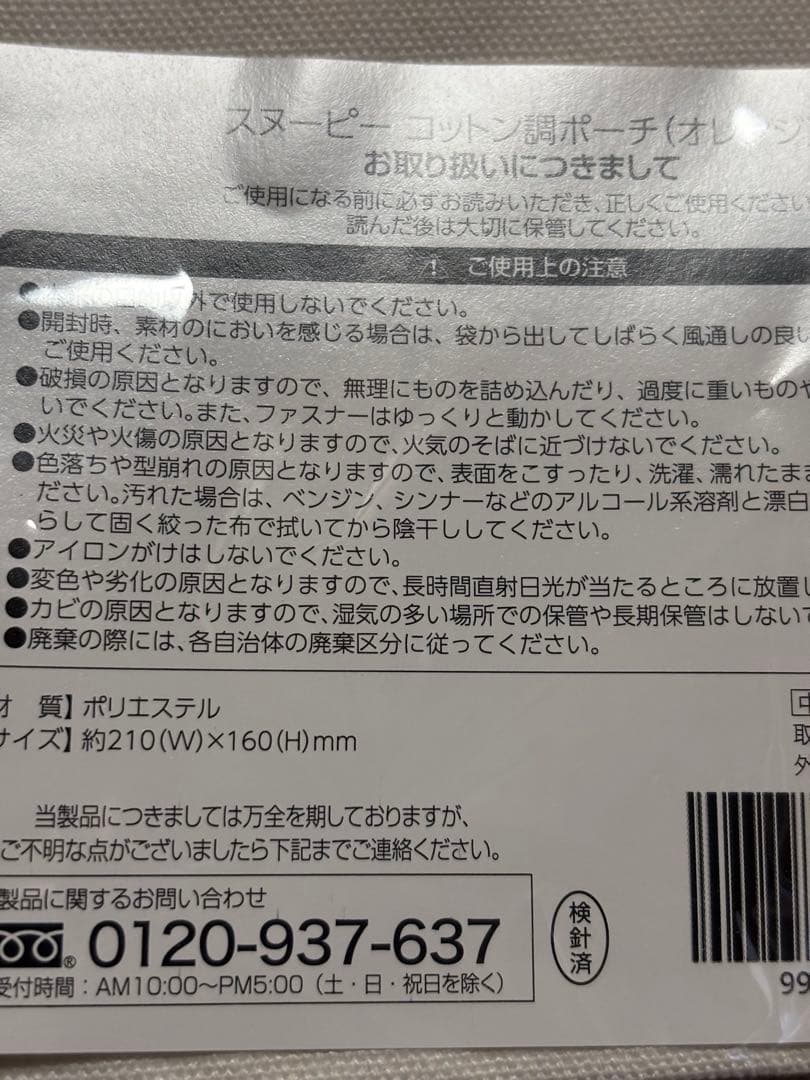 スヌーピー コットン調ポーチ(オレンジ
お取り扱いにつきまして
ご使用になる前に必ずお読みいただき、正しくご使用ください
読んだ後は大切に保管してください。
! ご使用上の注意
外で使用しないでください。
●開封時、素材のにおいを感じる場合は、袋から出してしばらく風通しの良い
ご使用ください。
●破損の原因となりますので、無理にものを詰め込んだり、過度に重いものや
いでください。また、ファスナーはゆっくりと動かしてください。
●火災や火傷の原因となりますので、火気のそばに近づけないでください。
●色落ちや型崩れの原因となりますので、表面をこすったり、洗濯、濡れたまま
ださい。汚れた場合は、ベンジン、シンナーなどのアルコール系溶剤と漂白
らして固く絞った布で拭いてから陰干ししてください。
●アイロンがけはしないでください。
●変色や劣化の原因となりますので、長時間直射日光が当たるところに放置し
●カビの原因となりますので、湿気の多い場所での保管や長期保管はしないで
●廃棄の際には、各自治体の廃棄区分に従ってください。
材 質】ポリエステル
サイズ】約210(W)×160(H)mm
中
取
外
当製品につきましては万全を期しておりますが、
ご不明な点がございましたら下記までご連絡ください。
製品に関するお問い合わせ
® 0120-937-637
受付時間：AM10:00〜PM5:00（土・日・祝日を除く）
検針済
99